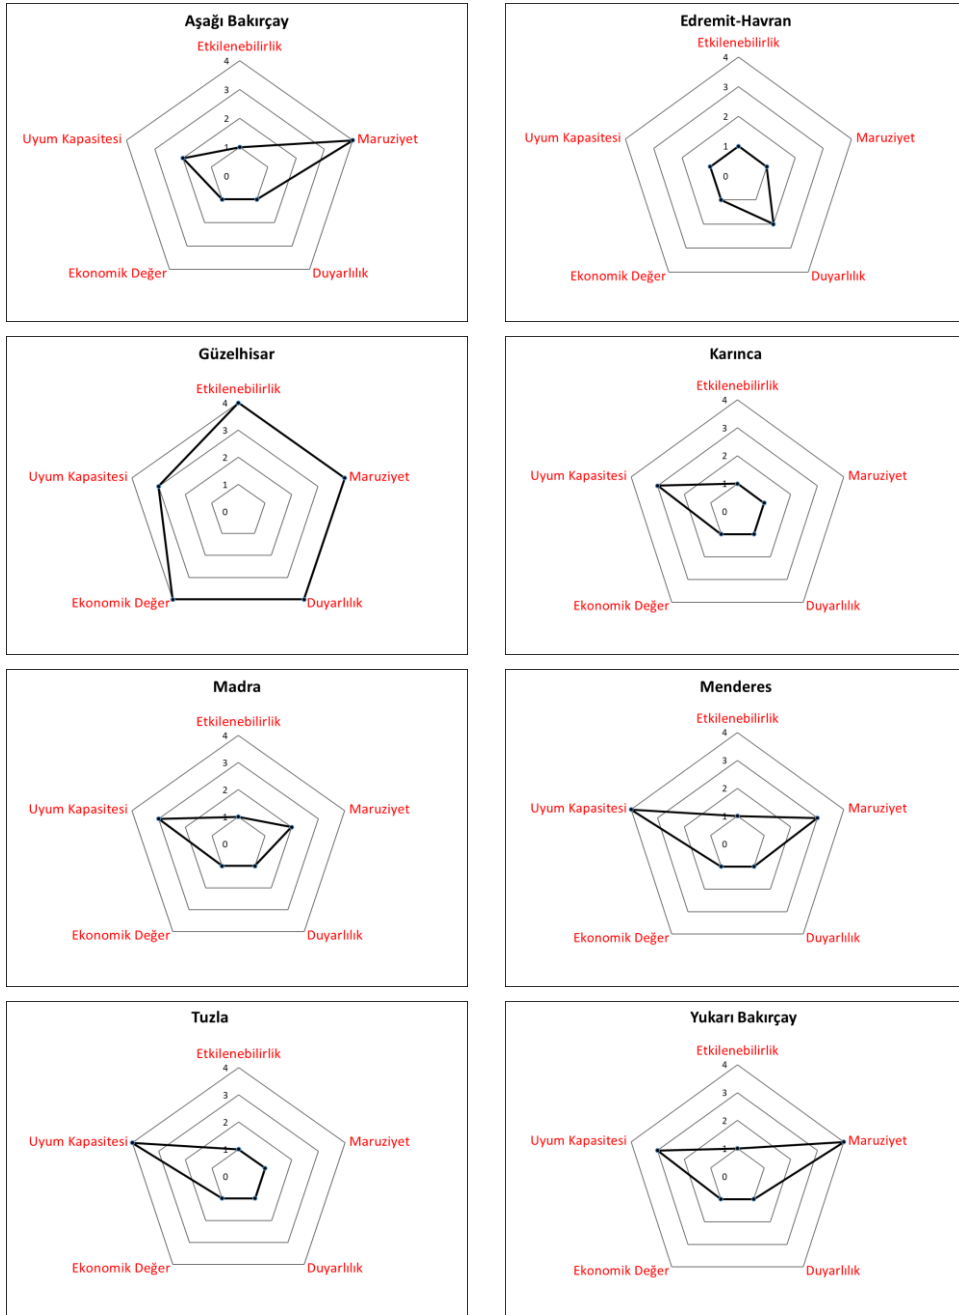 Aşağı Bakırçay
Etkilenebilirlik
4
3
2
1
0
Uyum Kapasitesi
Maruziyet
Ekonomik Değer
Duyarlılık
Edremit-Havran
Etkilenebilirlik
4
3
2
1
0
Uyum Kapasitesi
Maruziyet
Ekonomik Değer
Duyarlılık
Güzelhisar
Etkilenebilirlik
4
3
2
1
0
Uyum Kapasitesi
Maruziyet
Ekonomik Değer
Duyarlılık
Karınca
Etkilenebilirlik
4
3
2
1
0
Uyum Kapasitesi
Maruziyet
Ekonomik Değer
Duyarlılık
Madra
Etkilenebilirlik
4
3
2
1
0
Uyum Kapasitesi
Maruziyet
Ekonomik Değer
Duyarlılık
Menderes
Etkilenebilirlik
4
3
2
1
0
Uyum Kapasitesi
Maruziyet
Ekonomik Değer
Duyarlılık
Tuzla
Etkilenebilirlik
4
3
2
1
0
Uyum Kapasitesi
Maruziyet
Ekonomik Değer
Duyarlılık
Yukarı Bakırçay
Etkilenebilirlik
4
3
2
1
0
Uyum Kapasitesi
Maruziyet
Ekonomik Değer
Duyarlılık